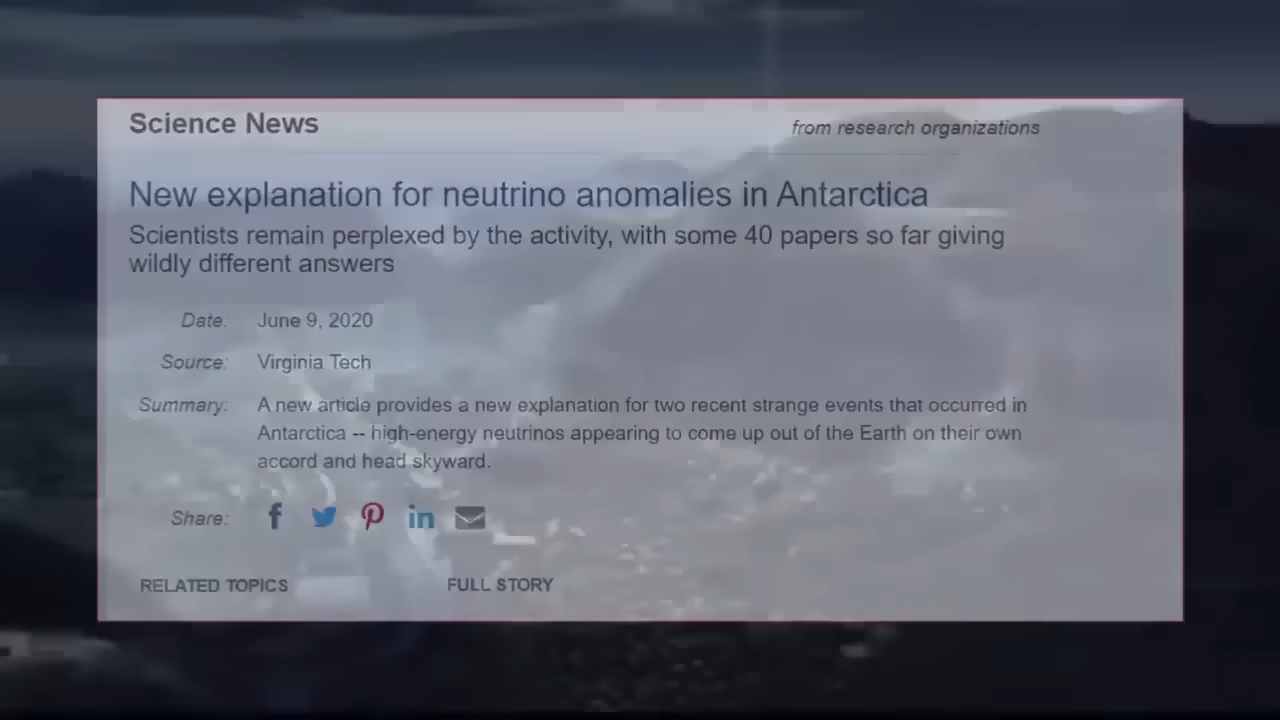 Science News
from research organizations
New explanation for neutrino anomalies in Antarctica
Scientists remain perplexed by the activity, with some 40 papers so far giving
wildly different answers
Date: June 9, 2020
Source: Virginia Tech
Summary: A new article provides a new explanation for two recent strange events that occurred in
Antarctica -- high-energy neutrinos appearing to come up out of the Earth on their own
accord and head skyward.
Share:
RELATED TOPICS
FULL STORY